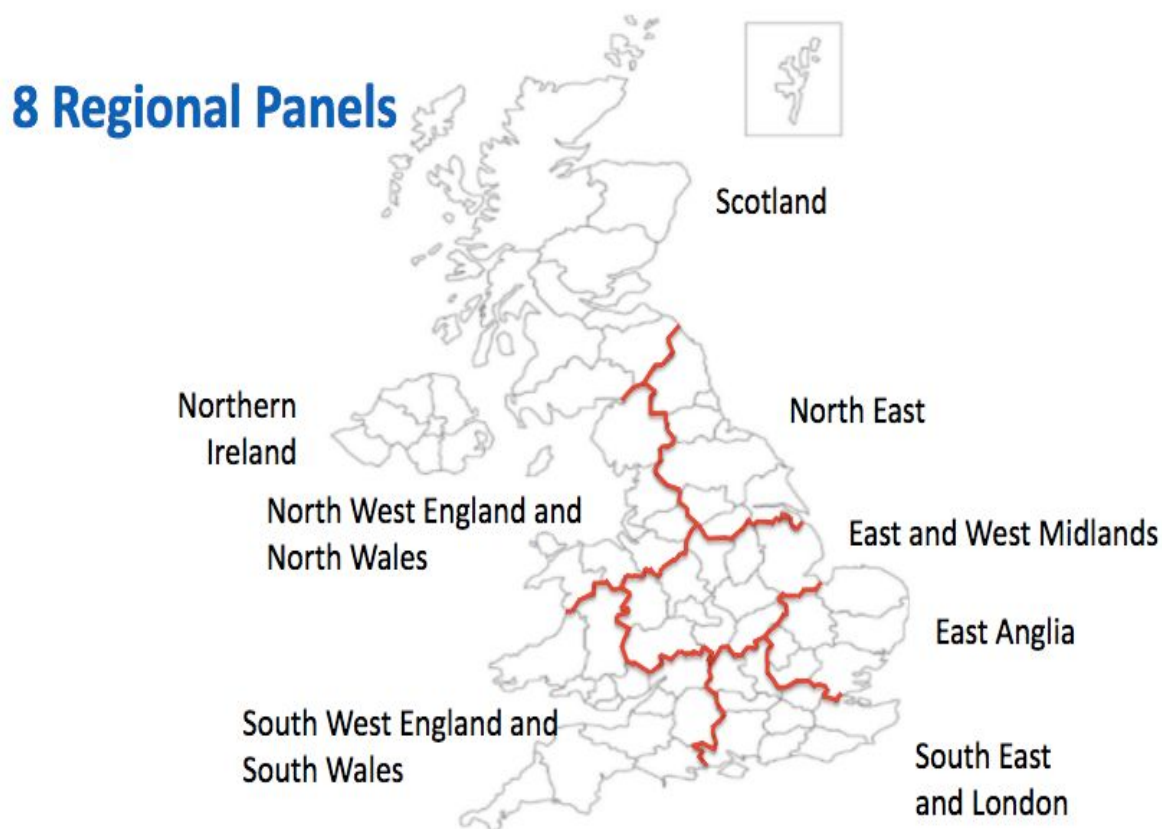 8 Regional Panels
Scotland
Northern
Ireland
North East
North West England and
North Wales
East and West Midlands
East Anglia
South West England and
South Wales
South East
and London